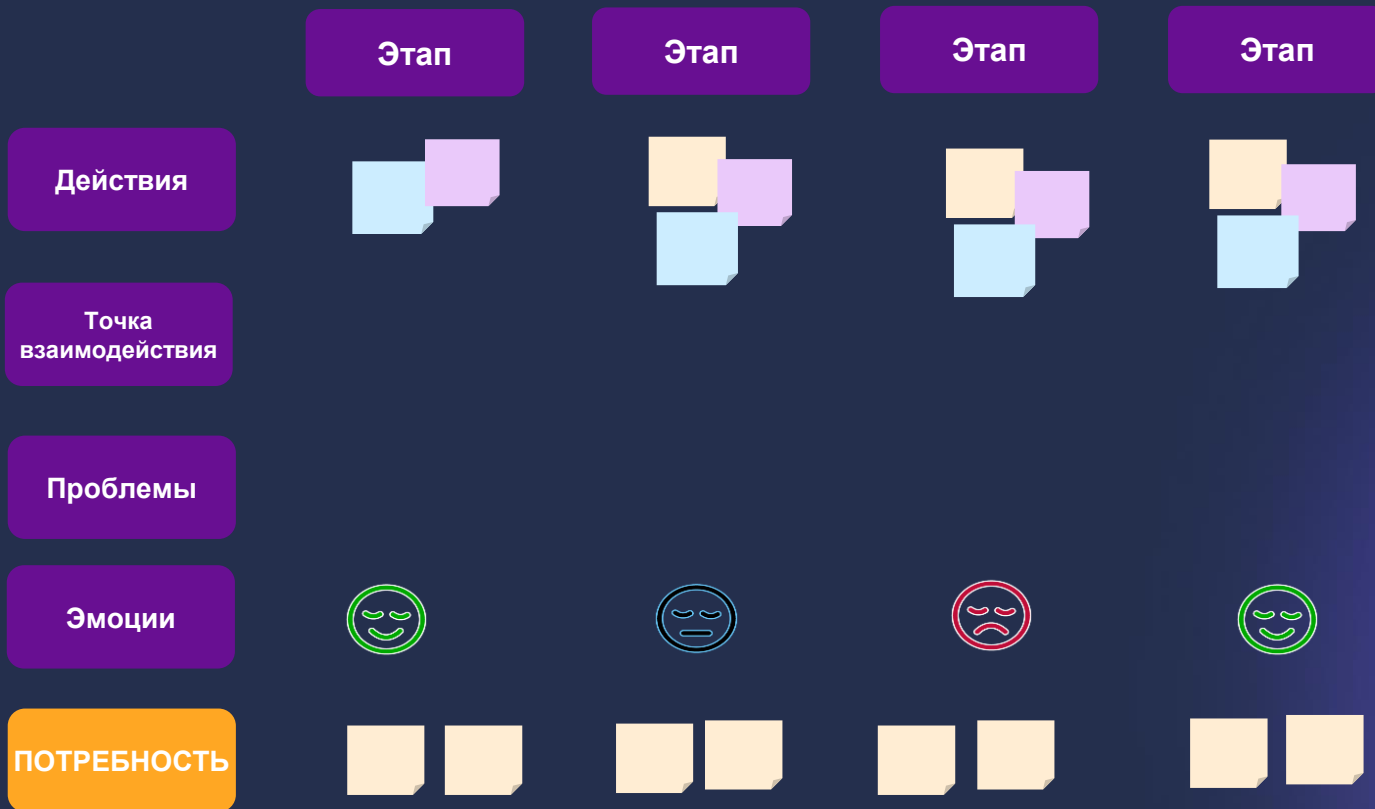 Этап
Этап
Этап
Этап
Действия
Точка
взаимодействия
Проблемы
Эмоции
ПОТРЕБНОСТЬ